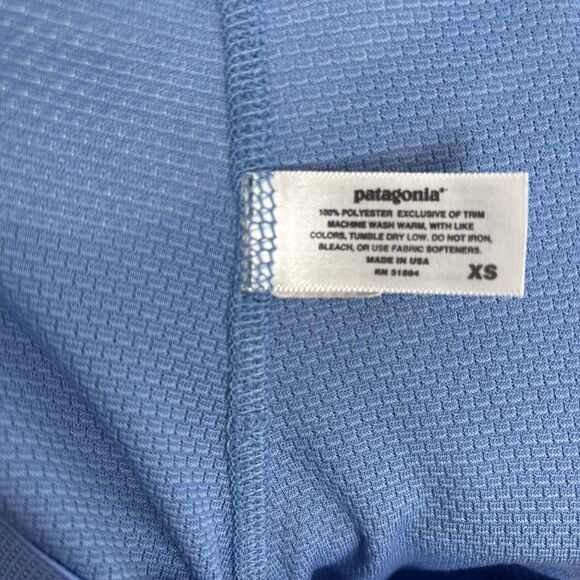 patagonia®
100% POLYESTER EXCLUSIVE OF TRIM
MACHINE WASH WARM, WITH LIKE
COLORS, TUMBLE DRY LOW. DO NOT IRON,
BLEACH, OR USE FABRIC SOFTENERS.
MADE IN USA
RN 51884 XS